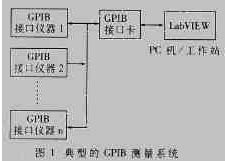 GPIB
接口仪器 1
GPIB
接口卡
LabVIEW
PC 机/工作站
GPIB
接口仪器 2
GPIB
接口仪器 n
图 1 典型的 GPIB 测量系统